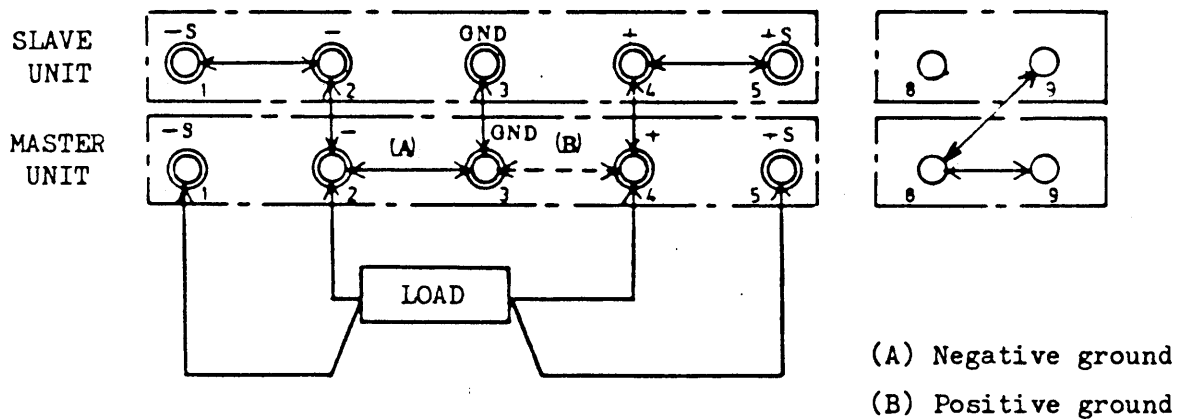 SLAVE UNIT
-S - GND + +S
1 2 3 4 5
8 9
MASTER UNIT
-S - (A) GND (B) + +S
1 2 3 4 5
8 9
LOAD
(A) Negative ground
(B) Positive ground